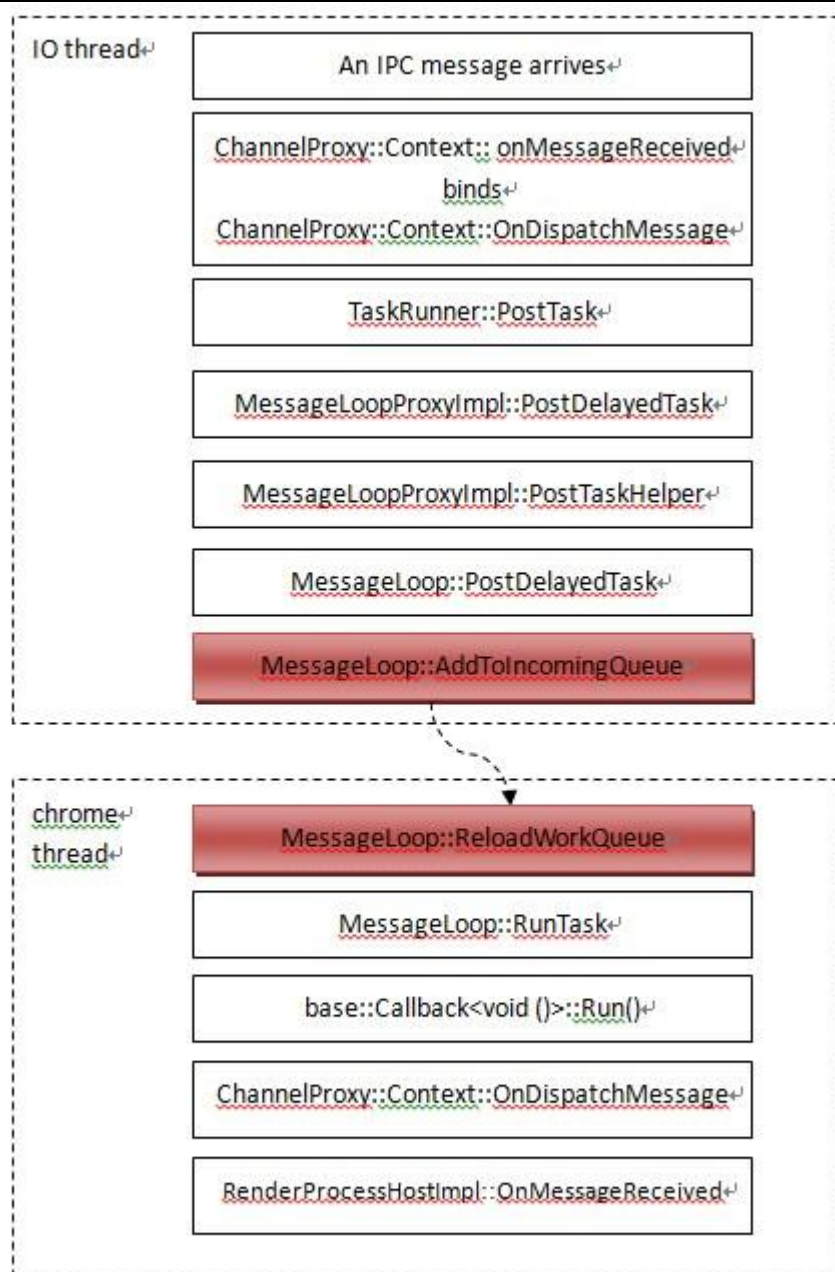 IO thread↵
An IPC message arrives↵
ChannelProxy::Context:: onMessageReceived↵
binds↵
ChannelProxy::Context::OnDispatchMessage↵
TaskRunner::PostTask↵
MessageLoopProxyImpl::PostDelayedTask↵
MessageLoopProxyImpl::PostTaskHelper↵
MessageLoop::PostDelayedTask↵
MessageLoop::AddToIncomingQueue
chrome↵
thread↵
MessageLoop::ReloadWorkQueue
MessageLoop::RunTask↵
base::Callback<void ()>::Run()↵
ChannelProxy::Context::OnDispatchMessage↵
RenderProcessHostImpl::OnMessageReceived↵